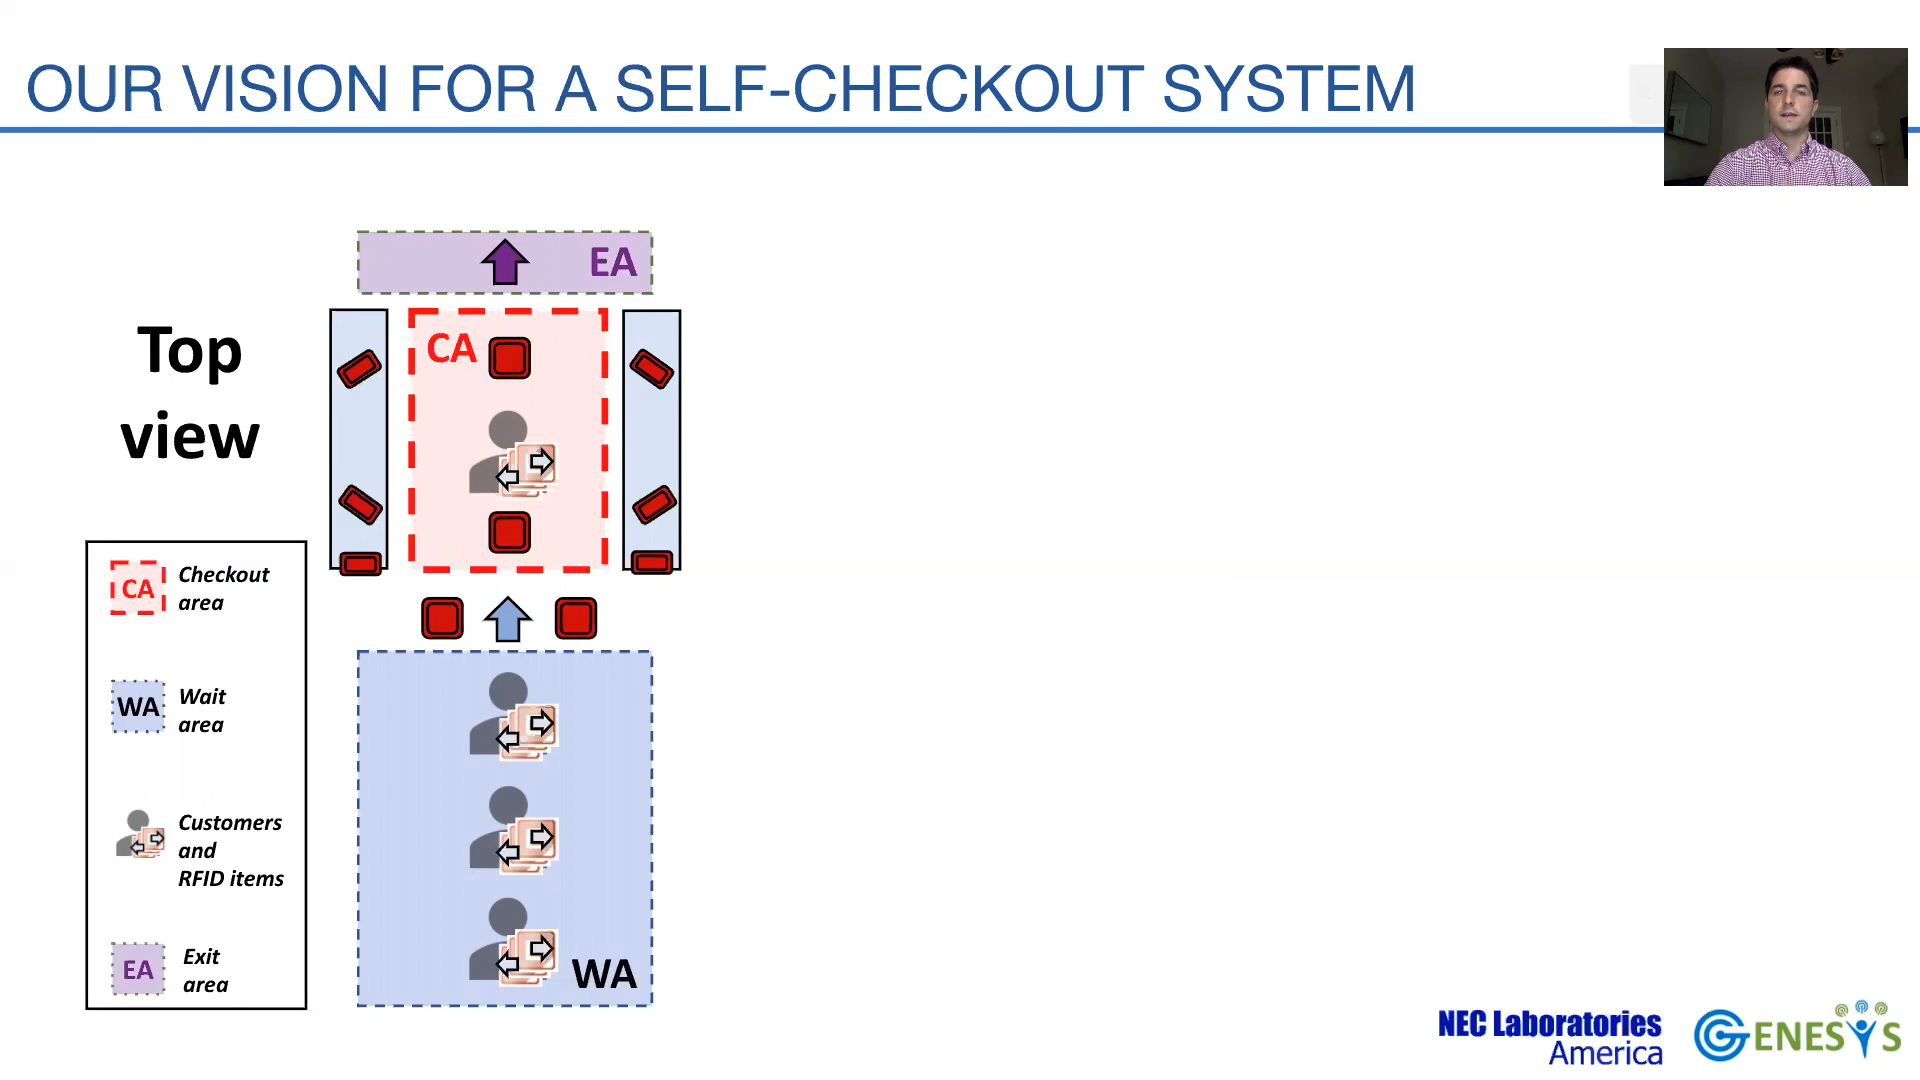 OUR VISION FOR A SELF-CHECKOUT SYSTEM
EA
Top
view
CA
CA
Checkout
area
WA
Wait
area
Customers
and
RFID items
EA
Exit
area
WA
NEC Laboratories
America
GENESYS